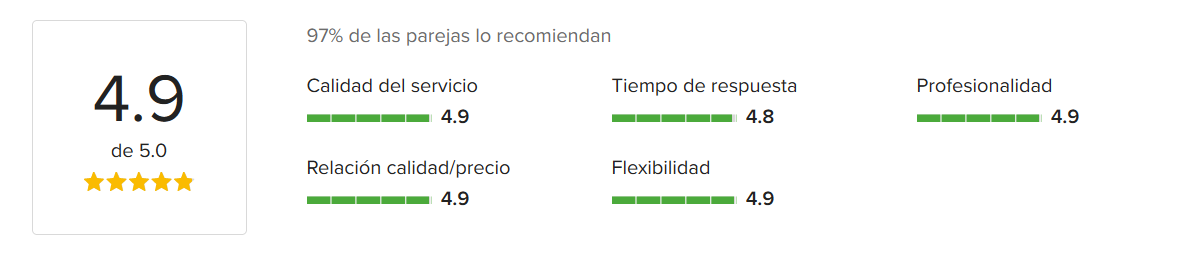 4.9
de 5.0
97% de las parejas lo recomiendan
Calidad del servicio
4.9
Tiempo de respuesta
4.8
Profesionalidad
4.9
Relación calidad/precio
4.9
Flexibilidad
4.9